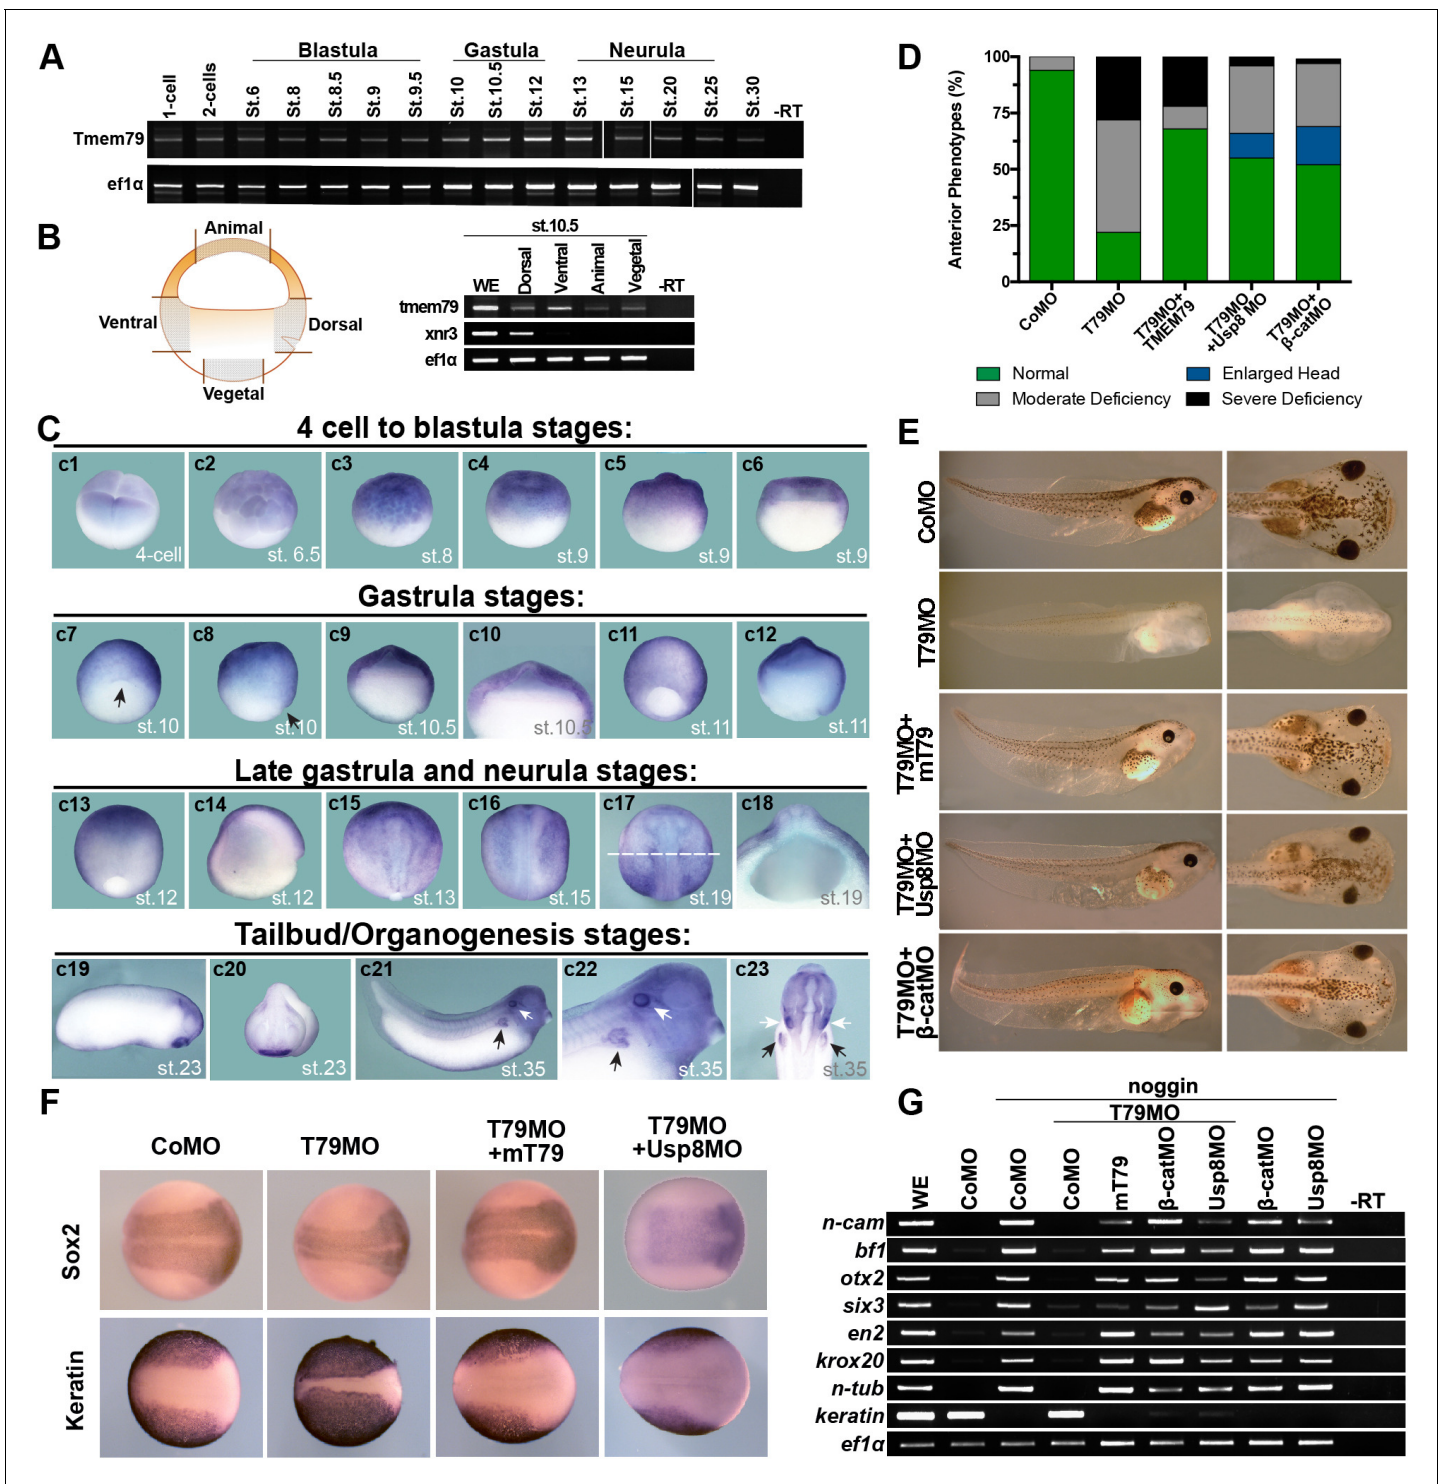 A
Blastula
Gastula
Neurula
1-cell
2-cells
St.6
St.8
St.8.5
St.9
St.9.5
St.10
St.10.5
St.12
St.13
St.15
St.20
St.25
St.30
-RT
Tmem79
ef1α
B
Animal
Ventral
Dorsal
Vegetal
st.10.5
WE
Dorsal
Ventral
Animal
Vegetal
-RT
tmem79
xnr3
ef1α
D
Anterior Phenotypes (%)
100
75
50
25
0
CoMO
T79MO
T79MO+
TMEM79
T79MO
+Usp8 MO
T79MO+
β-catMO
Normal
Enlarged Head
Moderate Deficiency
Severe Deficiency
C
4 cell to blastula stages:
c1
4-cell
c2
st. 6.5
c3
st.8
c4
st.9
c5
st.9
c6
st.9
Gastrula stages:
c7
st.10
c8
st.10
c9
st.10.5
c10
st.10.5
c11
st.11
c12
st.11
Late gastrula and neurula stages:
c13
st.12
c14
st.12
c15
st.13
c16
st.15
c17
st.19
c18
st.19
Tailbud/Organogenesis stages:
c19
st.23
c20
st.23
c21
st.35
c22
st.35
c23
st.35
E
CoMO
T79MO
T79MO+
mT79
T79MO+
Usp8MO
T79MO+
β-catMO
F
CoMO
T79MO
T79MO
+mT79
T79MO
+Usp8MO
Sox2
Keratin
G
noggin
T79MO
WE
CoMO
CoMO
CoMO
mT79
β-catMO
Usp8MO
β-catMO
Usp8MO
-RT
n-cam
bf1
otx2
six3
en2
krox20
n-tub
keratin
ef1α